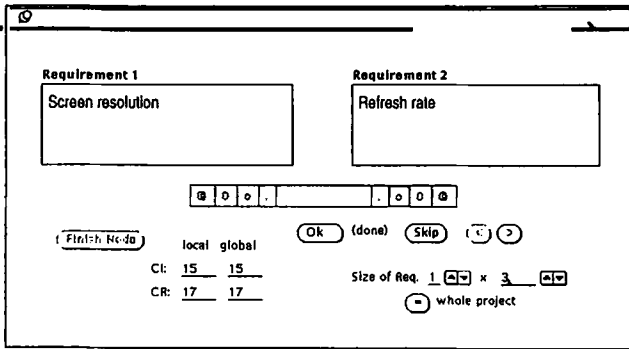 Requirement 1 Requirement 2
Screen resolution Refresh rate
Finish Node Ok (done) Skip < >
local global
CI: 15 15 Size of Req. 1 x 3
CR: 17 17 = whole project